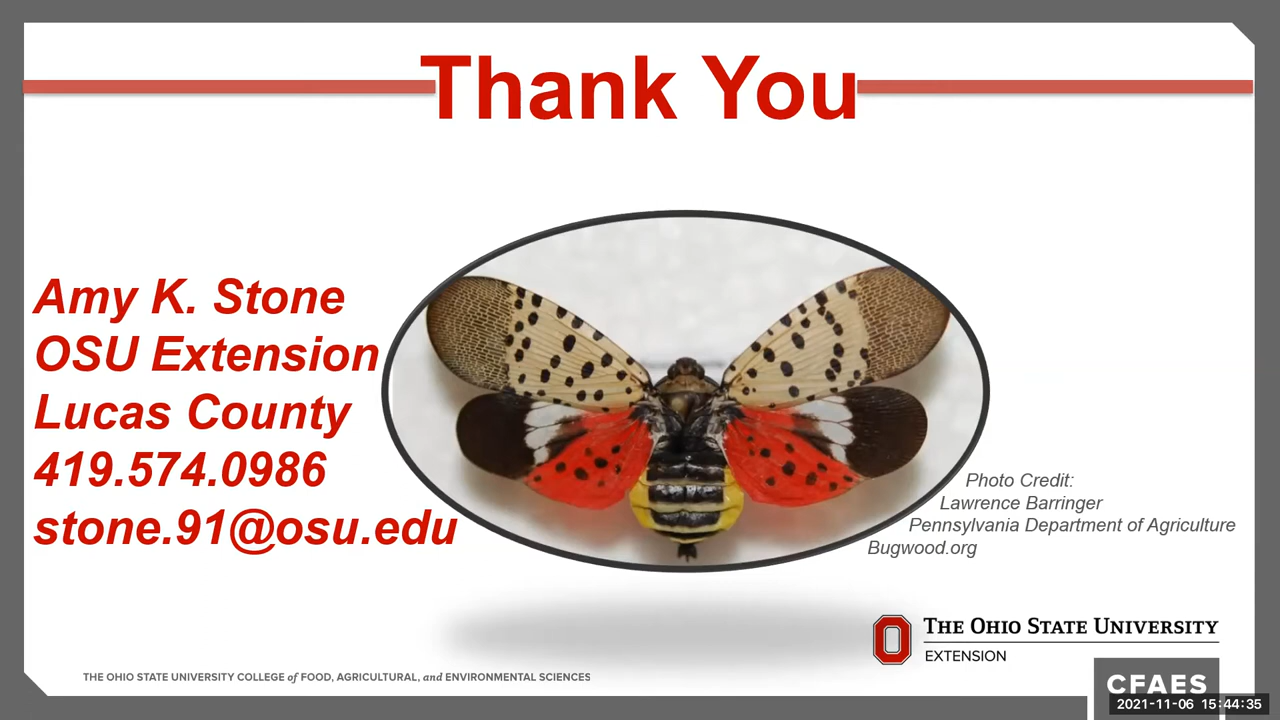 Thank You
Amy K. Stone
OSU Extension
Lucas County
419.574.0986
stone.91@osu.edu
Photo Credit:
Lawrence Barringer
Pennsylvania Department of Agriculture
Bugwood.org
THE OHIO STATE UNIVERSITY
EXTENSION
THE OHIO STATE UNIVERSITY COLLEGE of FOOD, AGRICULTURAL, and ENVIRONMENTAL SCIENCES
CFAES
2021-11-06 15:44:35